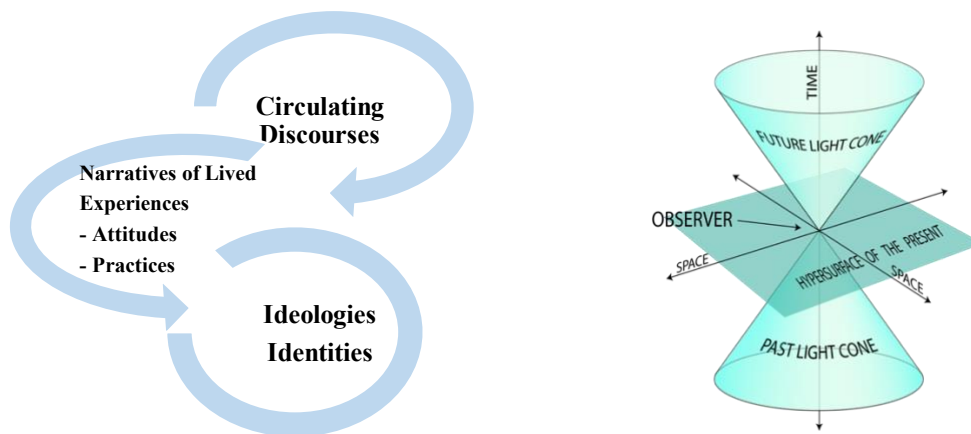 Circulating
Discourses
Narratives of Lived
Experiences
- Attitudes
- Practices
Ideologies
Identities
TIME
FUTURE LIGHT CONE
OBSERVER
SPACE
HYPERSURFACE OF THE PRESENT
SPACE
PAST LIGHT CONE